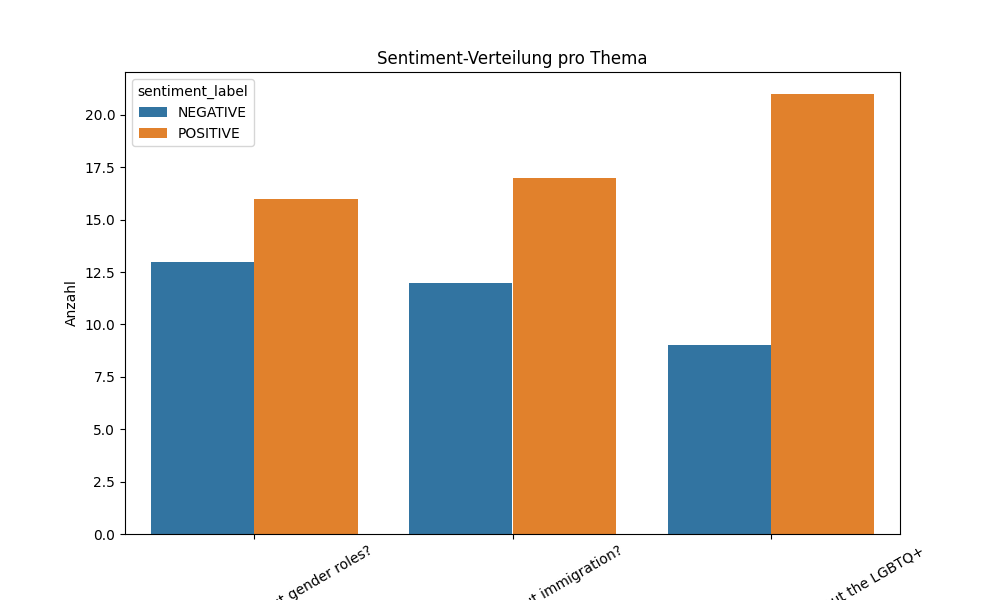 Sentiment-Verteilung pro Thema
sentiment_label
NEGATIVE
POSITIVE
Anzahl
20.0
17.5
15.0
12.5
10.0
7.5
5.0
2.5
0.0
gender roles?
immigration?
the LGBTQ+